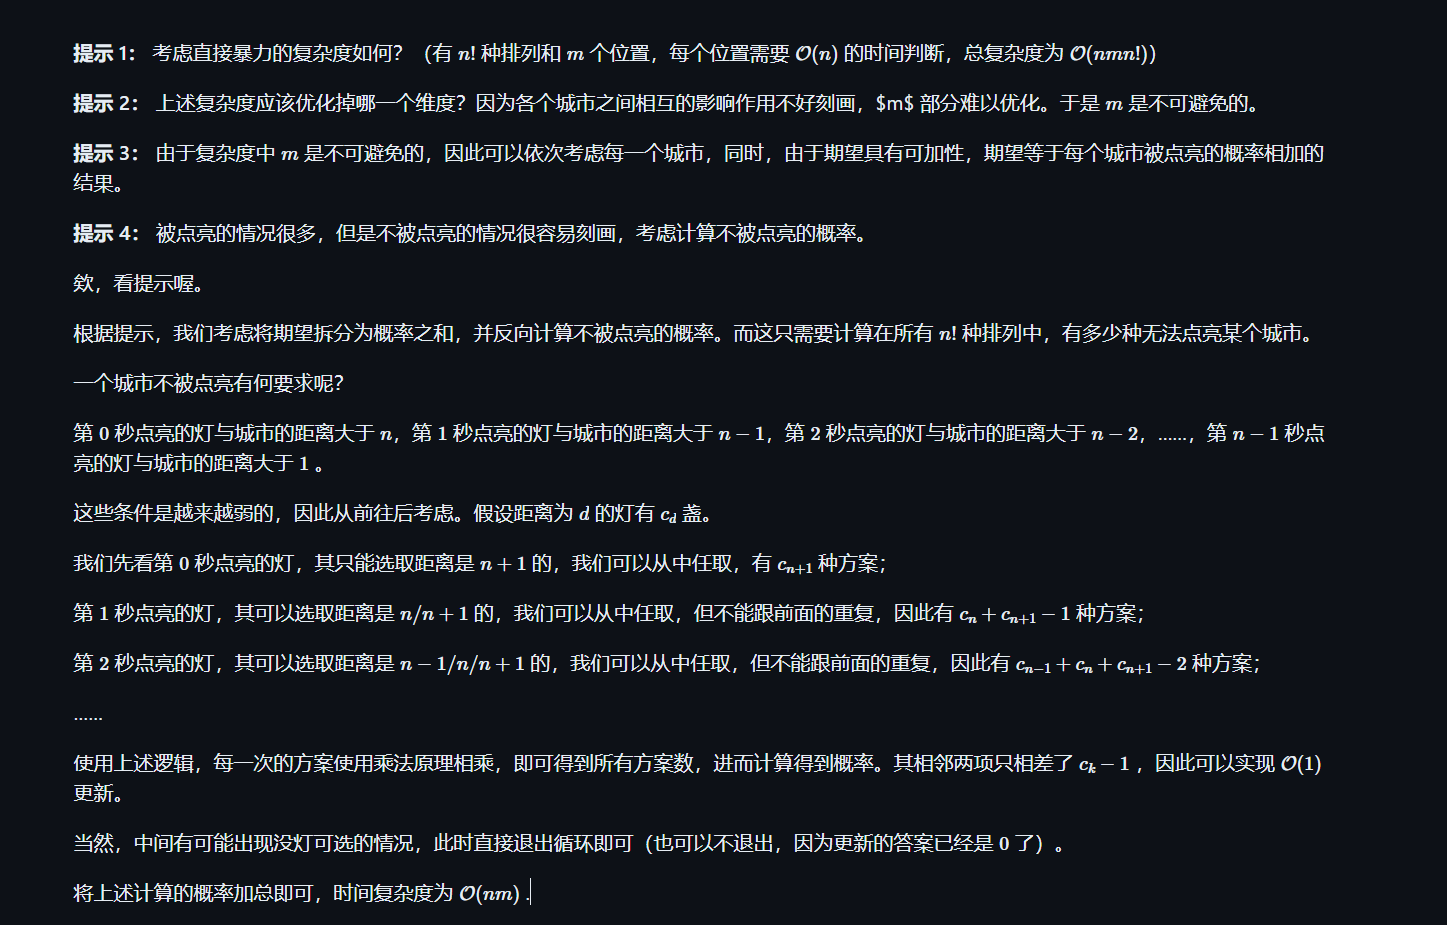 提示 1： 考虑直接暴力的复杂度如何？（有 n! 种排列和 m 个位置，每个位置需要 O(n) 的时间判断，总复杂度为 O(nmn!)）
提示 2： 上述复杂度应该优化掉哪一个维度？因为各个城市之间相互的影响作用不好刻画，$m$ 部分难以优化。于是 m 是不可避免的。
提示 3： 由于复杂度中 m 是不可避免的，因此可以依次考虑每一个城市，同时，由于期望具有可加性，期望等于每个城市被点亮的概率相加的
结果。
提示 4： 被点亮的情况很多，但是不被点亮的情况很容易刻画，考虑计算不被点亮的概率。
欸，看提示喔。
根据提示，我们考虑将期望拆分为概率之和，并反向计算不被点亮的概率。而这只需要计算在所有 n! 种排列中，有多少种无法点亮某个城市。
一个城市不被点亮有何要求呢？
第 0 秒点亮的灯与城市的距离大于 n，第 1 秒点亮的灯与城市的距离大于 n − 1，第 2 秒点亮的灯与城市的距离大于 n − 2，……，第 n − 1 秒点
亮的灯与城市的距离大于 1 。
这些条件是越来越弱的，因此从前往后考虑。假设距离为 d 的灯有 c_d 盏。
我们先看第 0 秒点亮的灯，其只能选取距离是 n + 1 的，我们可以从中任取，有 c_{n+1} 种方案；
第 1 秒点亮的灯，其可以选取距离是 n/n + 1 的，我们可以从中任取，但不能跟前面的重复，因此有 c_n + c_{n+1} − 1 种方案；
第 2 秒点亮的灯，其可以选取距离是 n − 1/n/n + 1 的，我们可以从中任取，但不能跟前面的重复，因此有 c_{n−1} + c_n + c_{n+1} − 2 种方案；
……
使用上述逻辑，每一次的方案使用乘法原理相乘，即可得到所有方案数，进而计算得到概率。其相邻两项只相差了 c_k − 1 ，因此可以实现 O(1)
更新。
当然，中间有可能出现没灯可选的情况，此时直接退出循环即可（也可以不退出，因为更新的答案已经是 0 了）。
将上述计算的概率加总即可，时间复杂度为 O(nm) .